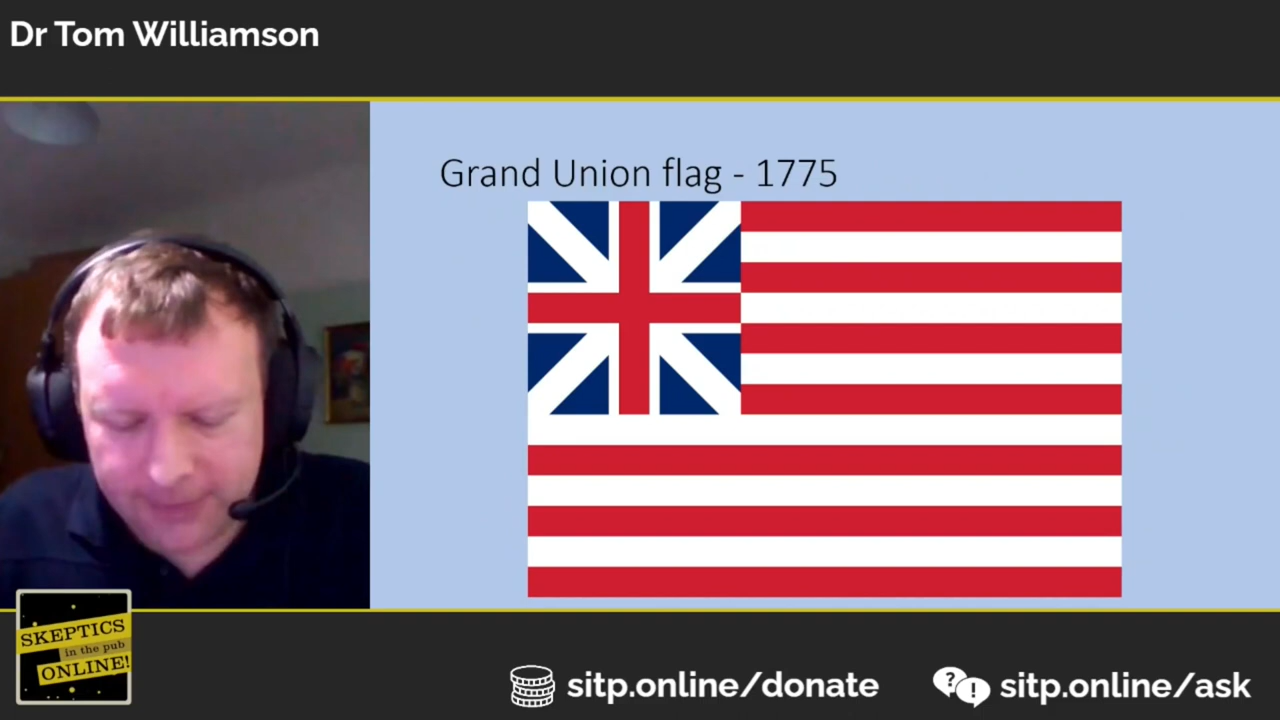 Dr Tom Williamson
Grand Union flag - 1775
SKEPTICS
in the pub
ONLINE!
sitp.online/donate
? !
sitp.online/ask